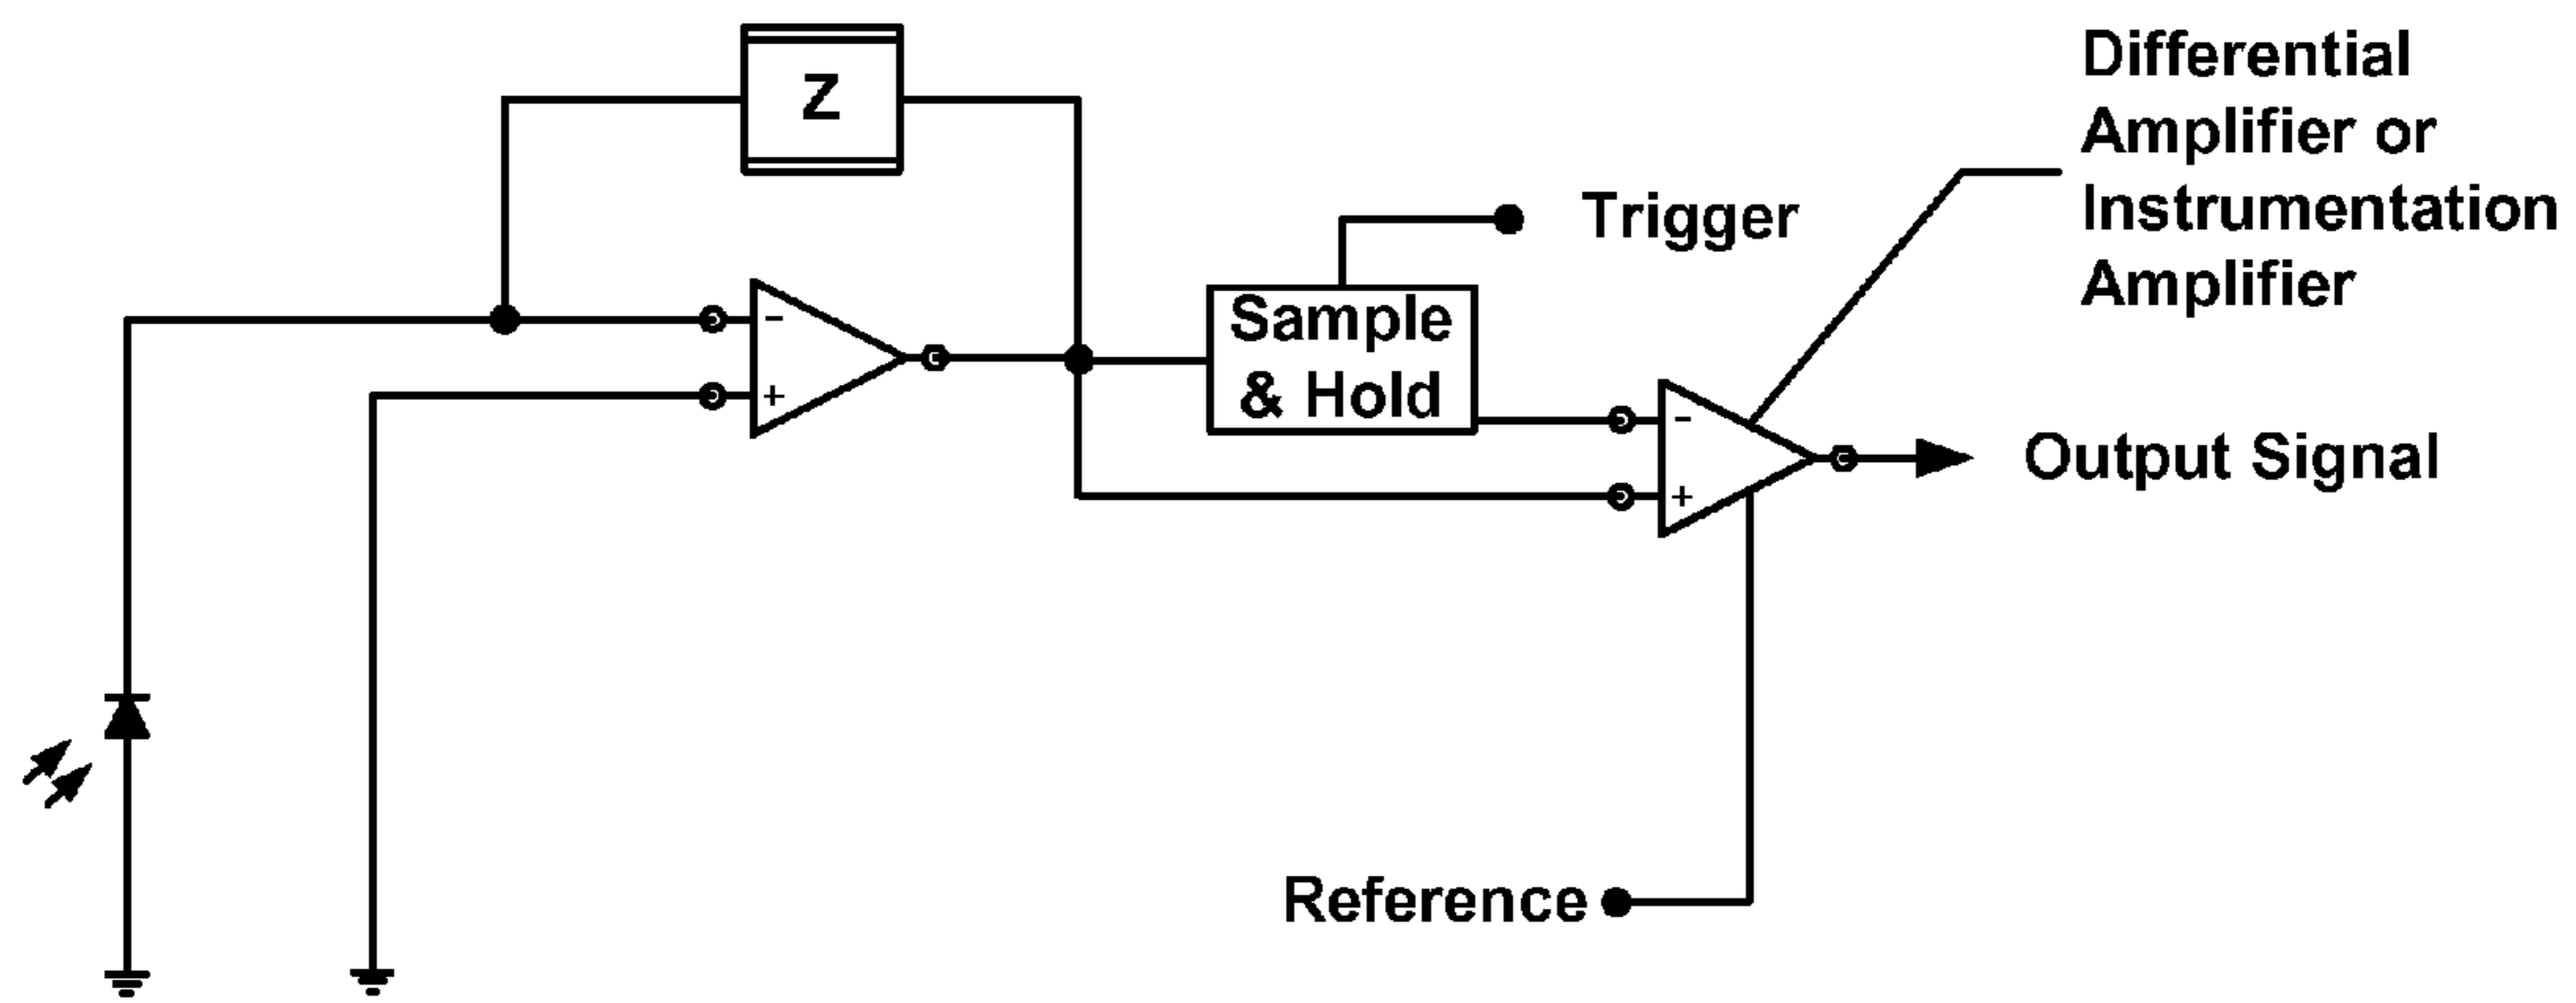 Z
Differential
Amplifier or
Instrumentation
Amplifier
Trigger
Sample
& Hold
-
+
-
+
Output Signal
Reference